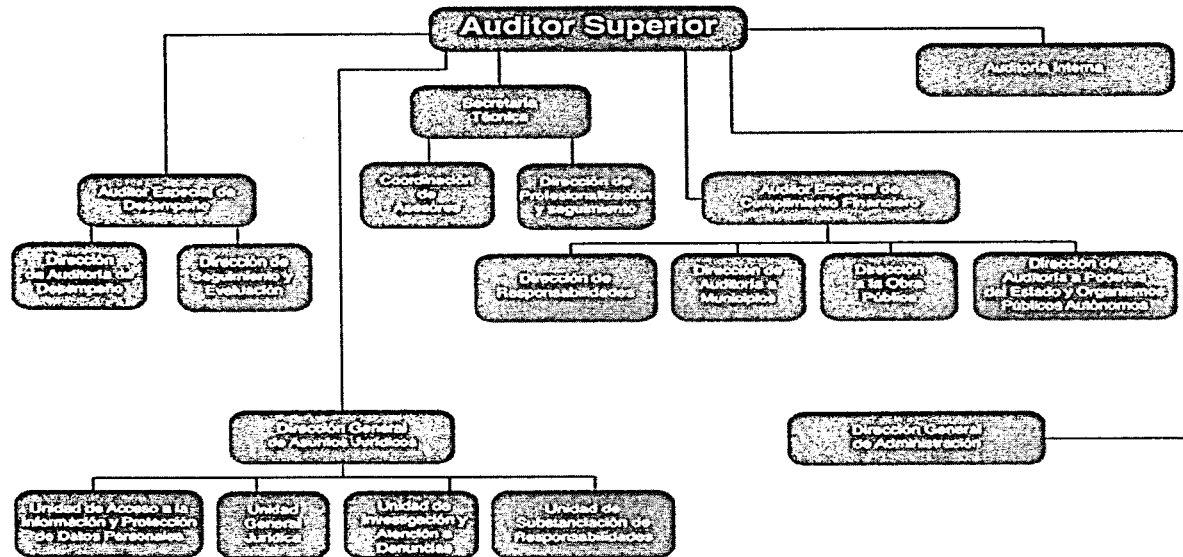 Auditor Superior
Auditoría Interna
Secretaría
Técnica
Coordinación
de
Asesores
Dirección de
Profesionalización
y Seguimiento
Auditor Especial de
Desempeño
Auditor Especial de
Cumplimiento Financiero
Dirección
de Auditoría de
Desempeño
Dirección de
Seguimiento y
Evaluación
Dirección de
Responsabilidades
Dirección de
Auditoría a
Municipios
Dirección
a la Obra
Pública
Dirección de
Auditoría a Poderes
del Estado y Organismos
Públicos Autónomos
Dirección General
de Asuntos Jurídicos
Dirección General
de Administración
Unidad de Acceso a la
Información y Protección
de Datos Personales
Unidad
General
Jurídica
Unidad de
Investigación y
Atención a
Denuncias
Unidad de
Substanciación de
Responsabilidades